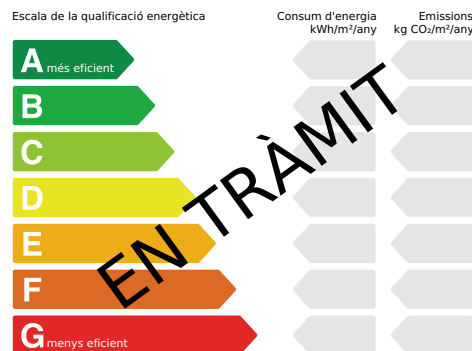 Escala de la qualificació energètica
Consum d'energia
kWh/m²/any
Emissions
kg CO₂/m²/any
A més eficient
B
C
D
E
F
G menys eficient
EN TRÀMIT